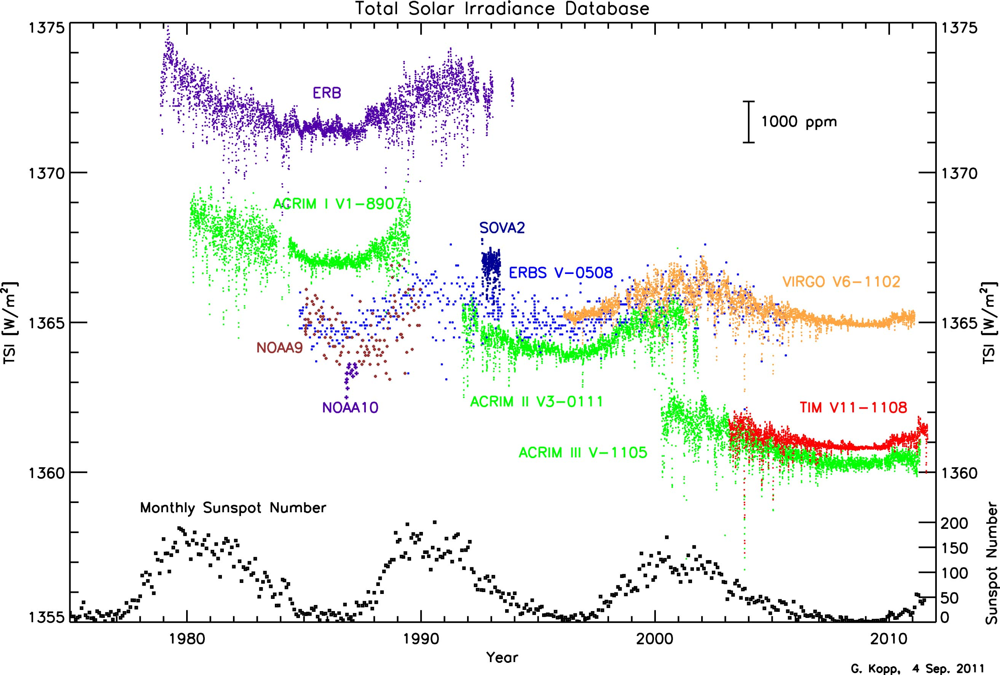 Total Solar Irradiance Database
1375
1375
ERB
1000 ppm
1370
1370
ACRIM I V1-8907
SOVA2
ERBS V-0508
VIRGO V6-1102
TSI [W/m²]
TSI [W/m²]
1365
1365
NOAA9
NOAA10
ACRIM II V3-0111
TIM V11-1108
ACRIM III V-1105
1360
1360
Monthly Sunspot Number
200
150
100
50
0
Sunspot Number
1355
1980
1990
2000
2010
Year
G. Kopp, 4 Sep. 2011